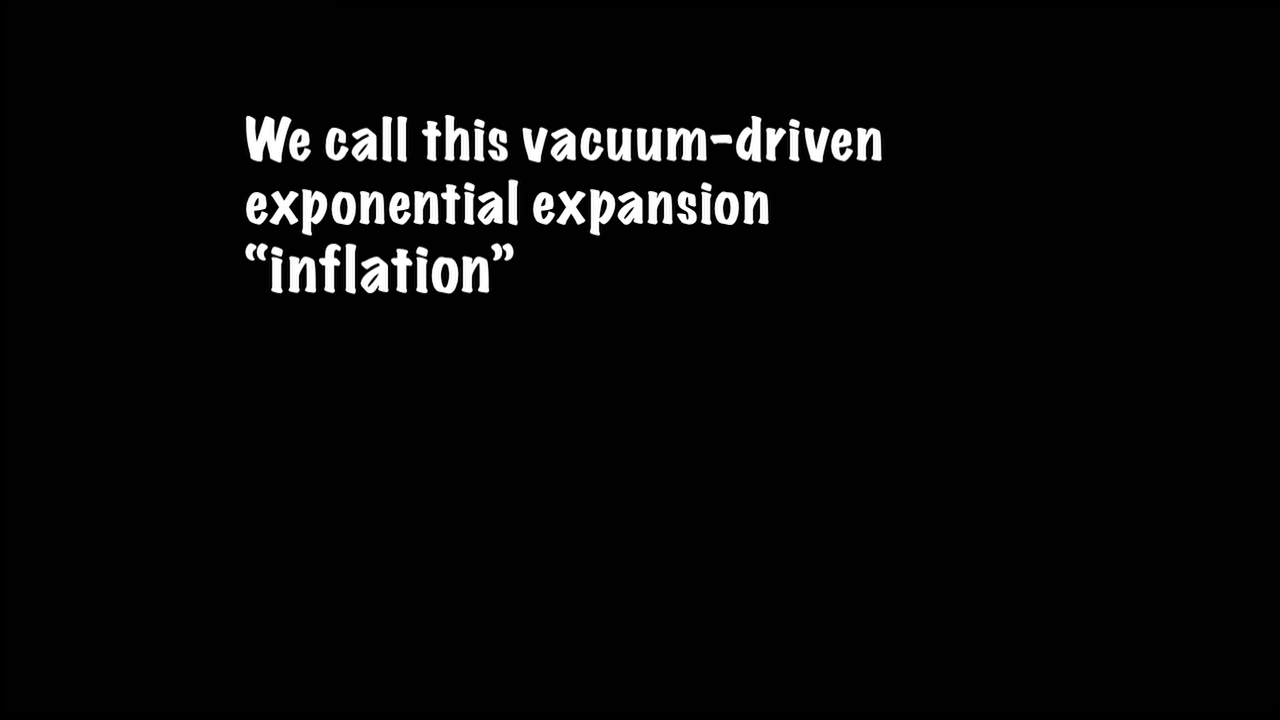 We call this vacuum-driven
exponential expansion
“inflation”